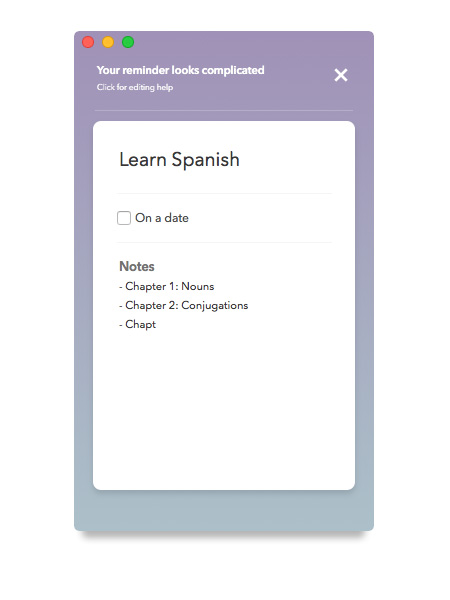 Your reminder looks complicated
Click for editing help
Learn Spanish
On a date
Notes
- Chapter 1: Nouns
- Chapter 2: Conjugations
- Chapt